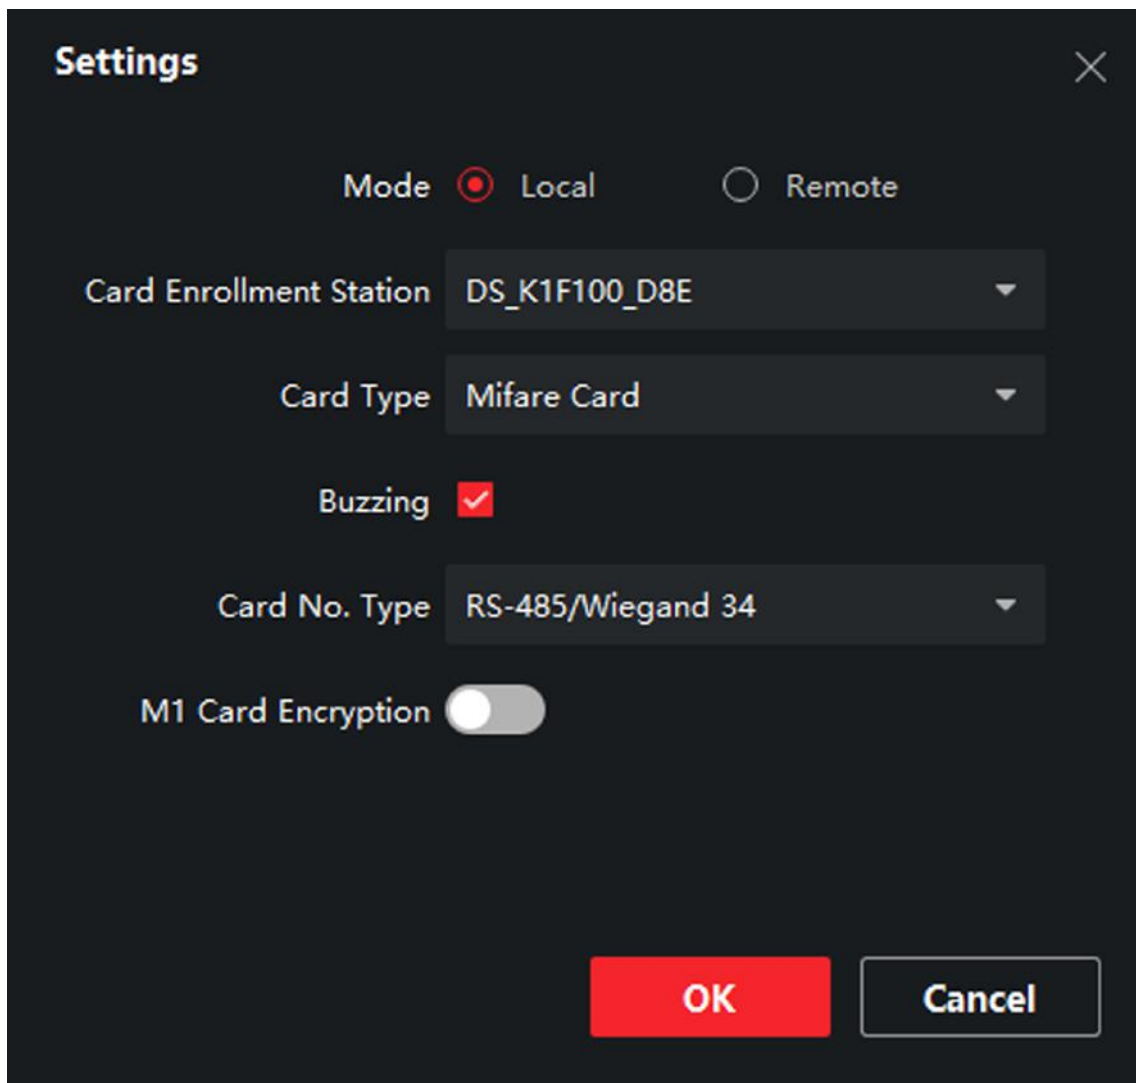 Settings
Mode Local Remote
Card Enrollment Station DS_K1F100_D8E
Card Type Mifare Card
Buzzing
Card No. Type RS-485/Wiegand 34
M1 Card Encryption
OK Cancel